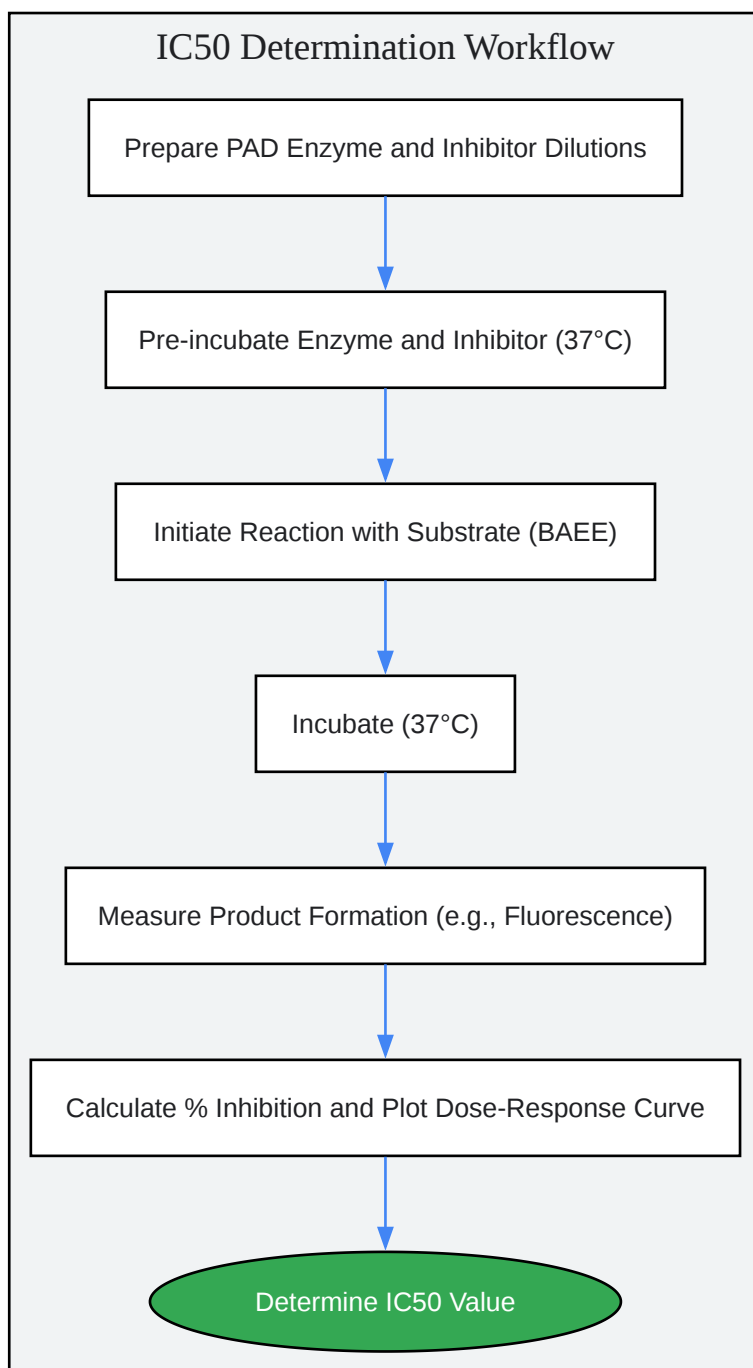 IC50 Determination Workflow
Prepare PAD Enzyme and Inhibitor Dilutions
Pre-incubate Enzyme and Inhibitor (37°C)
Initiate Reaction with Substrate (BAEE)
Incubate (37°C)
Measure Product Formation (e.g., Fluorescence)
Calculate % Inhibition and Plot Dose-Response Curve
Determine IC50 Value